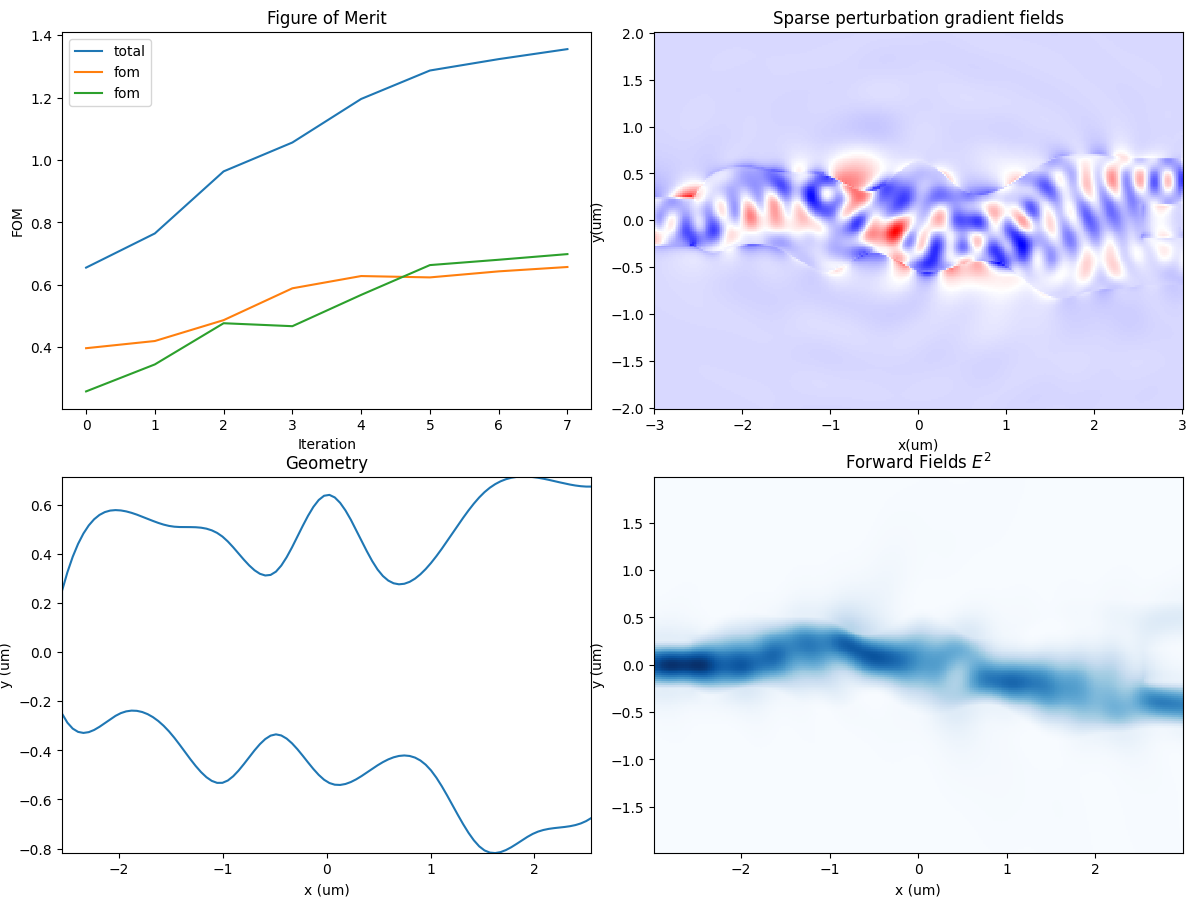 Figure of Merit
total
fom
fom
FOM
1.4
1.2
1.0
0.8
0.6
0.4
0 1 2 3 4 5 6 7
Iteration
Sparse perturbation gradient fields
y(um)
2.0
1.5
1.0
0.5
0.0
−0.5
−1.0
−1.5
−2.0
−3 −2 −1 0 1 2 3
x(um)
Geometry
y (um)
0.6
0.4
0.2
0.0
−0.2
−0.4
−0.6
−0.8
−2 −1 0 1 2
x (um)
Forward Fields E²
y (um)
1.5
1.0
0.5
0.0
−0.5
−1.0
−1.5
−2 −1 0 1 2
x (um)